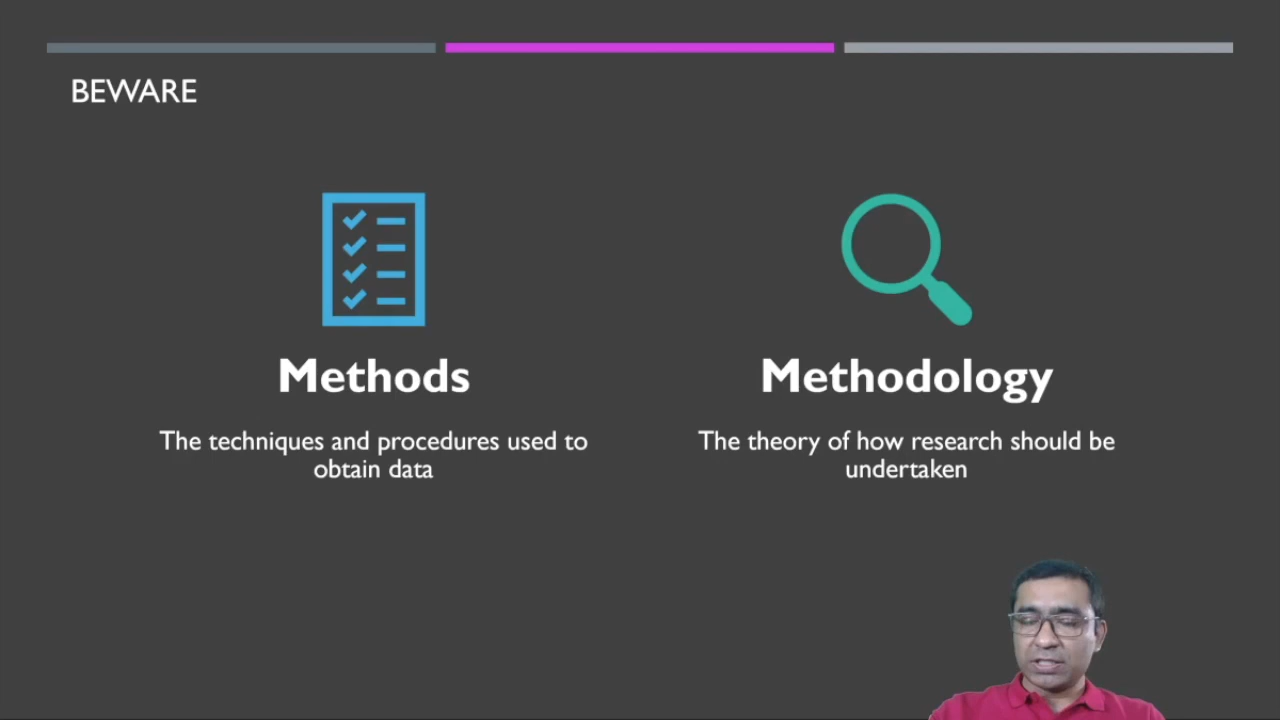 BEWARE
Methods
The techniques and procedures used to
obtain data
Methodology
The theory of how research should be
undertaken